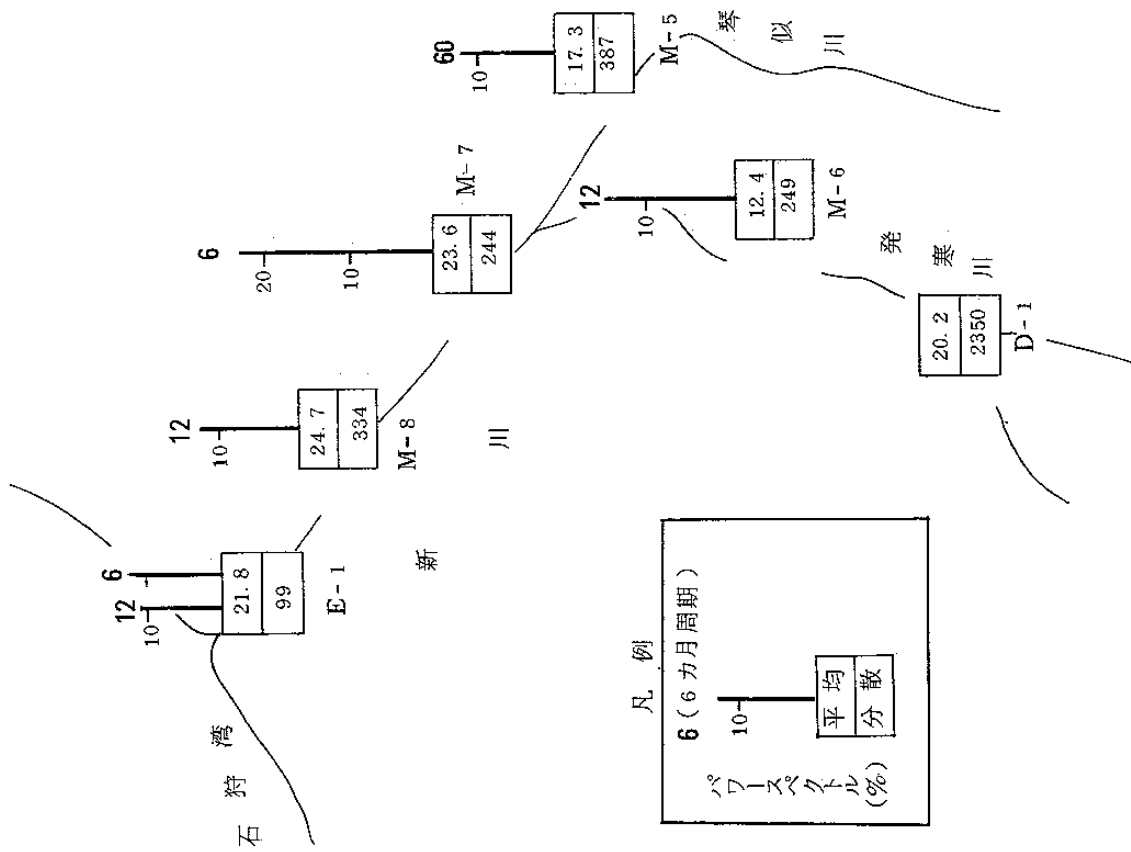 60
10
17.3
387
M-5
琴似川
6
20
10
23.6
244
M-7
12
10
12.4
249
M-6
発寒川
20.2
2350
D-1
12
10
24.7
334
M-8
新川
12
6
10
21.8
99
E-1
石狩湾
凡例
6(6カ月周期)
10
平均
分散
パワースペクトル
(%)